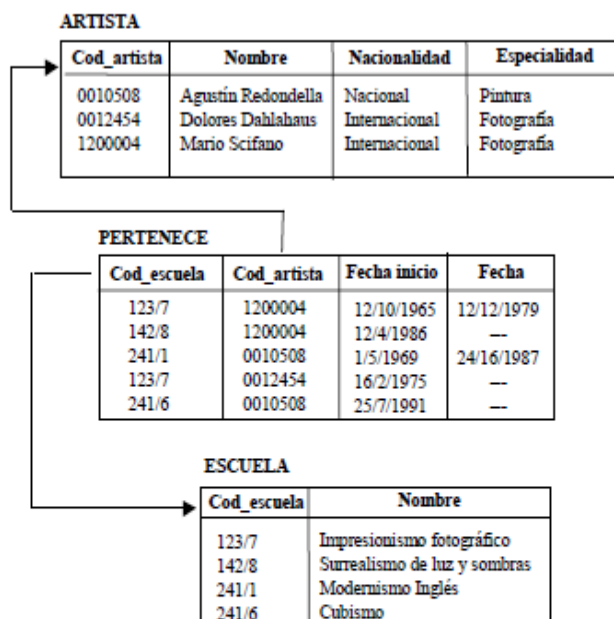 ARTISTA
Cod_artista Nombre Nacionalidad Especialidad
0010508 Agustín Redondella Nacional Pintura
0012454 Dolores Dahlahaus Internacional Fotografía
1200004 Mario Scifano Internacional Fotografía
PERTENECE
Cod_escuela Cod_artista Fecha inicio Fecha
123/7 1200004 12/10/1965 12/12/1979
142/8 1200004 12/4/1986 ---
241/1 0010508 1/5/1969 24/16/1987
123/7 0012454 16/2/1975 ---
241/6 0010508 25/7/1991 ---
ESCUELA
Cod_escuela Nombre
123/7 Impresionismo fotográfico
142/8 Surrealismo de luz y sombras
241/1 Modernismo Inglés
241/6 Cubismo